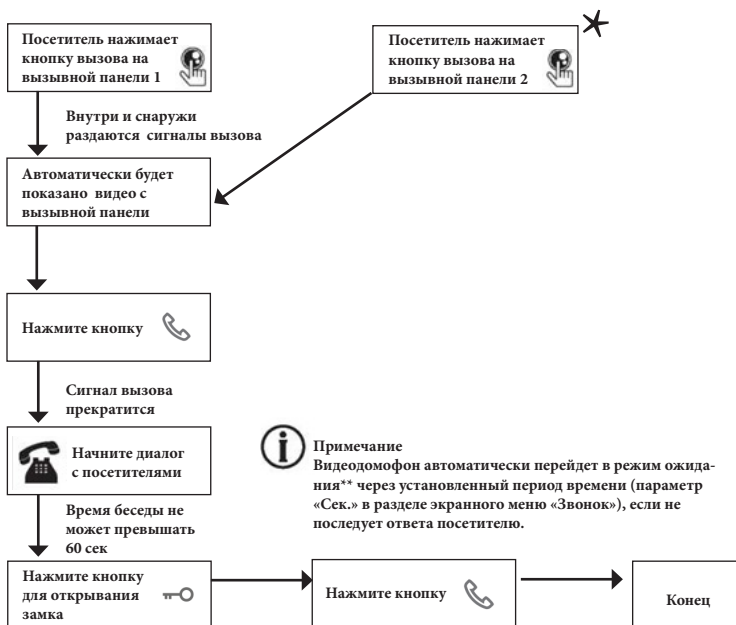 Посетитель нажимает
кнопку вызова на
вызывной панели 1
Посетитель нажимает
кнопку вызова на
вызывной панели 2
Внутри и снаружи
раздаются сигналы вызова
Автоматически будет
показано видео с
вызывной панели
Нажмите кнопку
Сигнал вызова
прекратится
Начните диалог
с посетителями
Примечание
Видеодомофон автоматически перейдет в режим ожида-
ния** через установленный период времени (параметр
«Сек.» в разделе экранного меню «Звонок»), если не
последует ответа посетителю.
Время беседы не
может превышать
60 сек
Нажмите кнопку
для открывания
замка
Нажмите кнопку
Конец